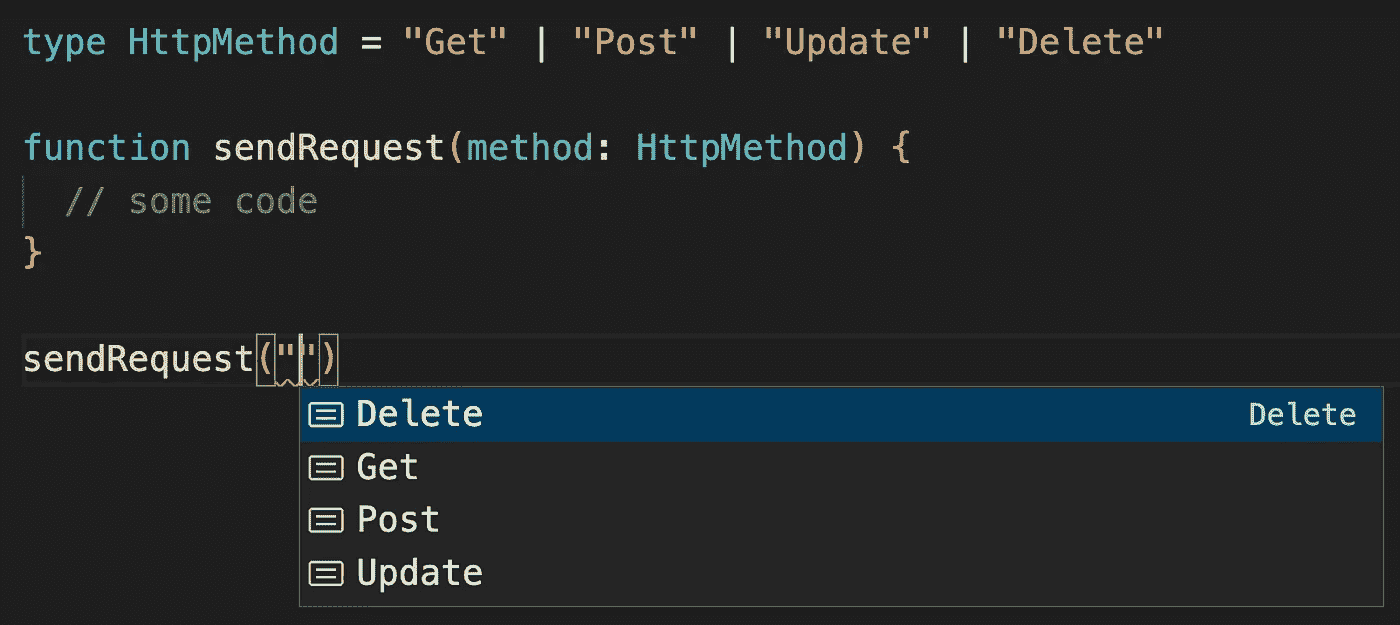 type HttpMethod = "Get" | "Post" | "Update" | "Delete"
function sendRequest(method: HttpMethod) {
// some code
}
sendRequest("")
Delete Delete
Get
Post
Update